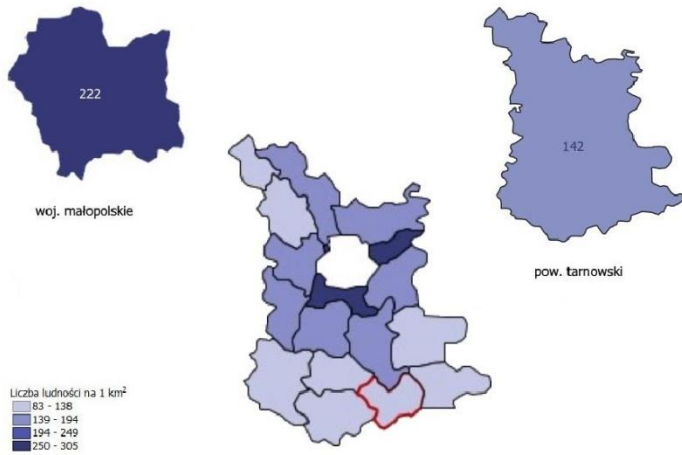 222
woj. małopolskie
142
pow. tarnowski
Liczba ludności na 1 km²
83 - 138
139 - 194
194 - 249
250 - 305